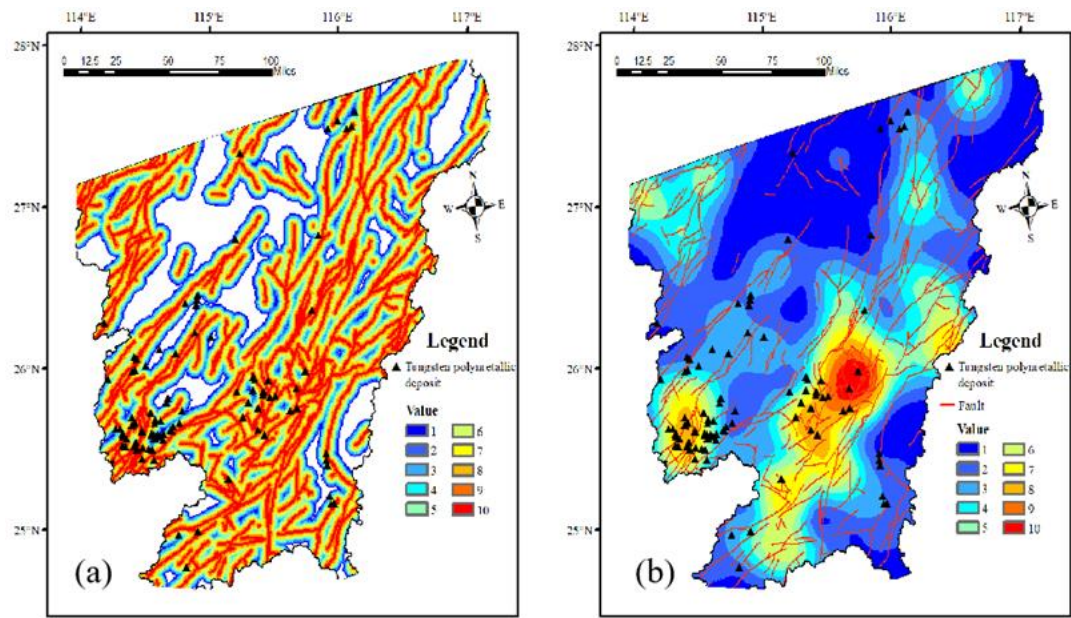 114°E 115°E 116°E 117°E
28°N
0 12.5 25 50 75 100
Miles
27°N
N
W E
S
26°N
Legend
Tungsten polymetallic
deposit
Value
1 6
2 7
3 8
4 9
5 10
25°N
(a)
114°E 115°E 116°E 117°E
28°N
0 12.5 25 50 75 100
Miles
27°N
N
W E
S
26°N
Legend
Tungsten polymetallic
deposit
Fault
Value
1 6
2 7
3 8
4 9
5 10
25°N
(b)